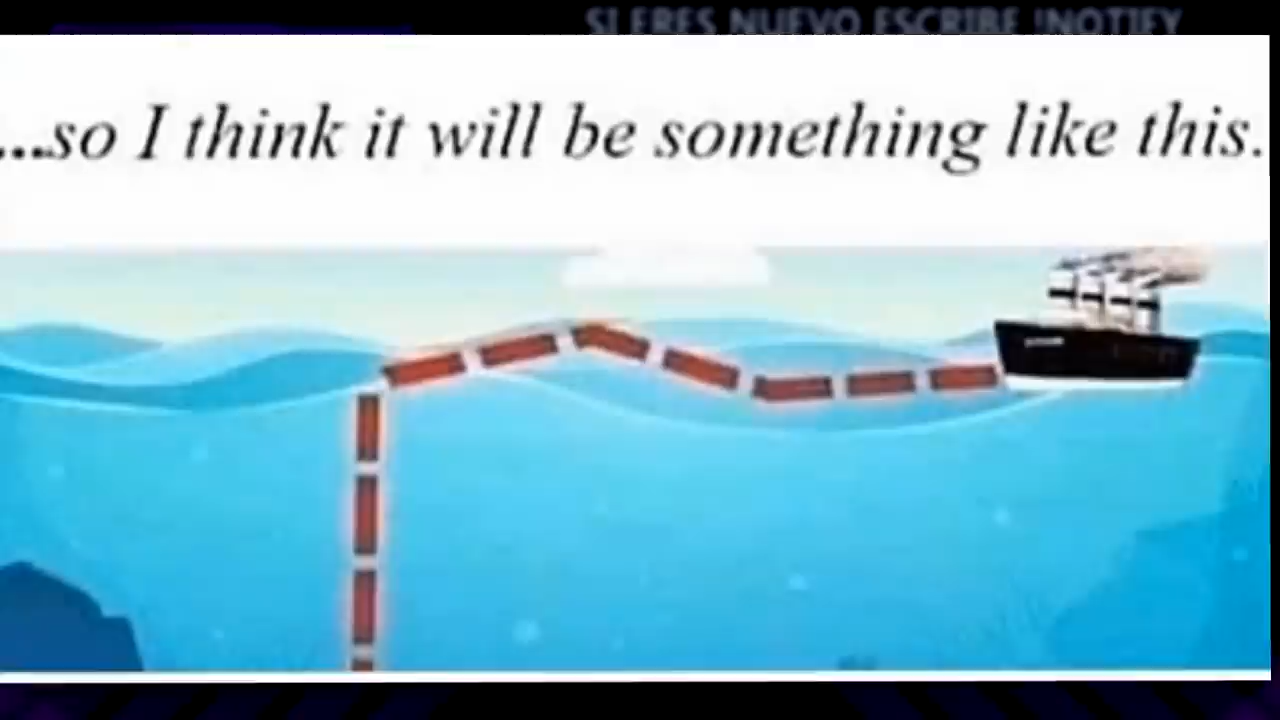 SI ERES NUEVO ESCRIBE !NOTIFY
...so I think it will be something like this.